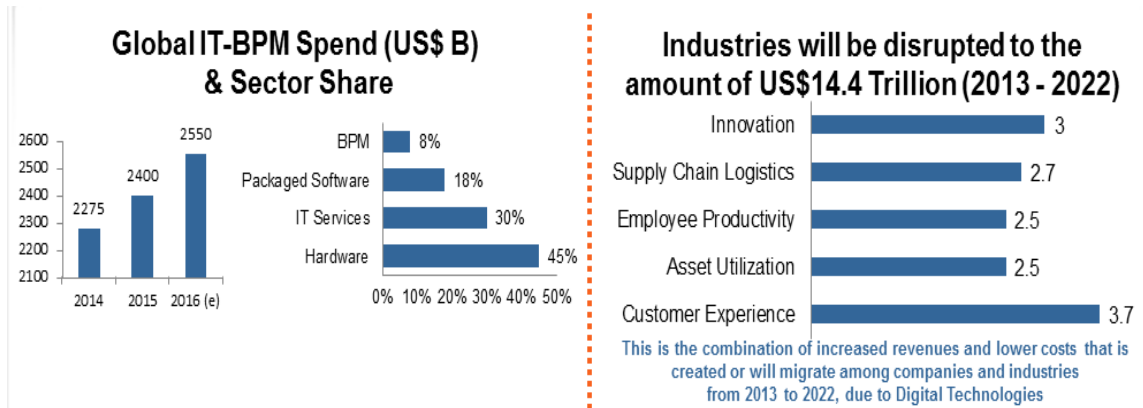 Global IT-BPM Spend (US$ B)
& Sector Share
2600
2500
2400
2300
2200
2100
2275
2400
2550
2014
2015
2016 (e)
BPM
8%
Packaged Software
18%
IT Services
30%
Hardware
45%
0% 10% 20% 30% 40% 50%
Industries will be disrupted to the
amount of US$14.4 Trillion (2013 - 2022)
Innovation
3
Supply Chain Logistics
2.7
Employee Productivity
2.5
Asset Utilization
2.5
Customer Experience
3.7
This is the combination of increased revenues and lower costs that is
created or will migrate among companies and industries
from 2013 to 2022, due to Digital Technologies